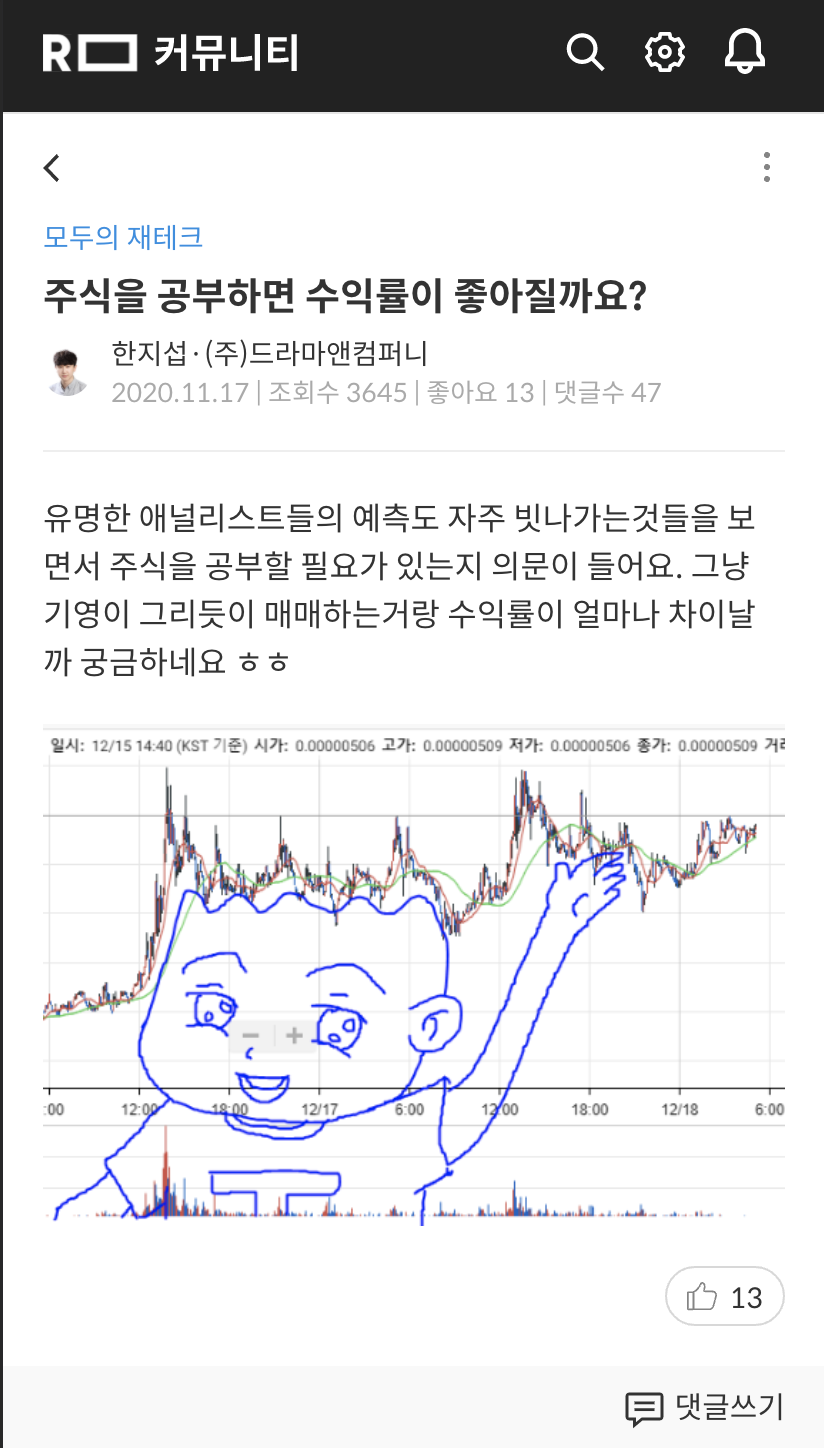 R 커뮤니티
모두의 재테크
주식을 공부하면 수익률이 좋아질까요?
한지섭·(주)드라마앤컴퍼니
2020.11.17 | 조회수 3645 | 좋아요 13 | 댓글수 47
유명한 애널리스트들의 예측도 자주 빗나가는것들을 보
면서 주식을 공부할 필요가 있는지 의문이 들어요. 그냥
기영이 그리듯이 매매하는거랑 수익률이 얼마나 차이날
까 궁금하네요 ㅎㅎ
일시: 12/15 14:40 (KST 기준) 시가: 0.00000506 고가: 0.00000509 저가: 0.00000506 종가: 0.00000509 거래
− +
:00 12:00 18:00 12/17 6:00 12:00 18:00 12/18 6:00
13
댓글쓰기